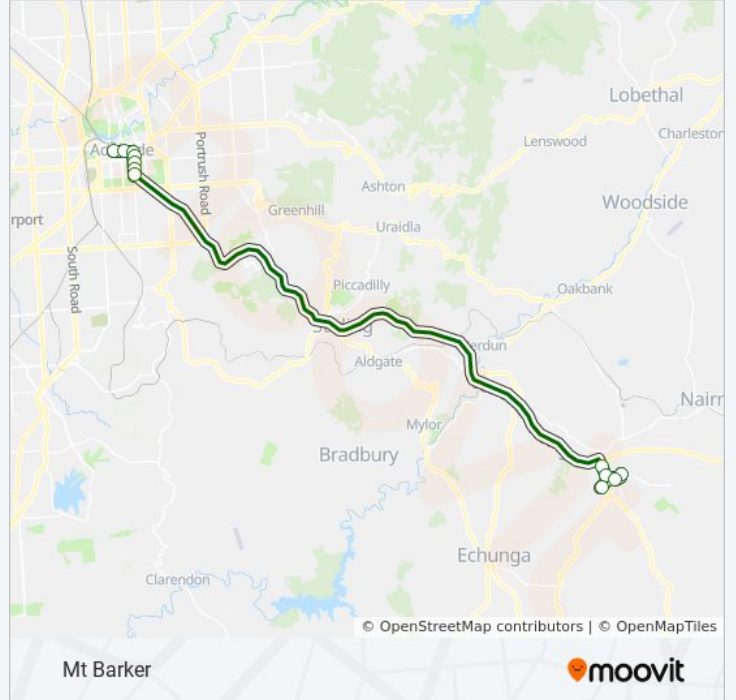 Lobethal
Charleston
Lenswood
Portrush Road
Ashton
Woodside
Greenhill
rport
Uraidla
South Road
Piccadilly
Oakbank
erdun
Aldgate
Nairn
Mylor
Bradbury
Echunga
Clarendon
© OpenStreetMap contributors | © OpenMapTiles
Mt Barker
moovit